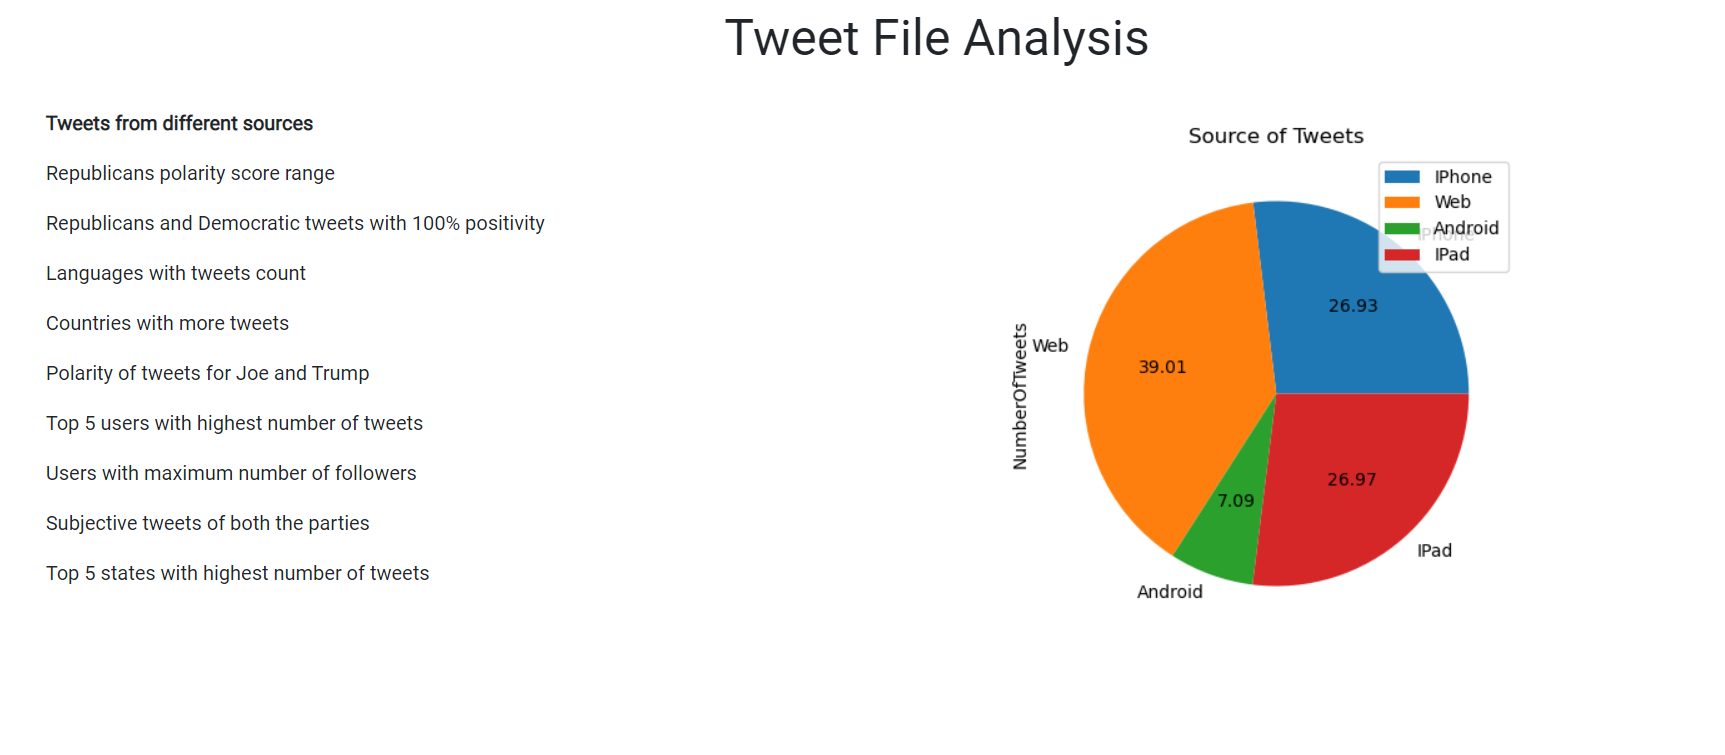 Tweet File Analysis
Tweets from different sources
Republicans polarity score range
Republicans and Democratic tweets with 100% positivity
Languages with tweets count
Countries with more tweets
Polarity of tweets for Joe and Trump
Top 5 users with highest number of tweets
Users with maximum number of followers
Subjective tweets of both the parties
Top 5 states with highest number of tweets
Source of Tweets
IPhone
Web
Android
IPad
IPhone
26.93
Web
39.01
NumberOfTweets
7.09
26.97
IPad
Android